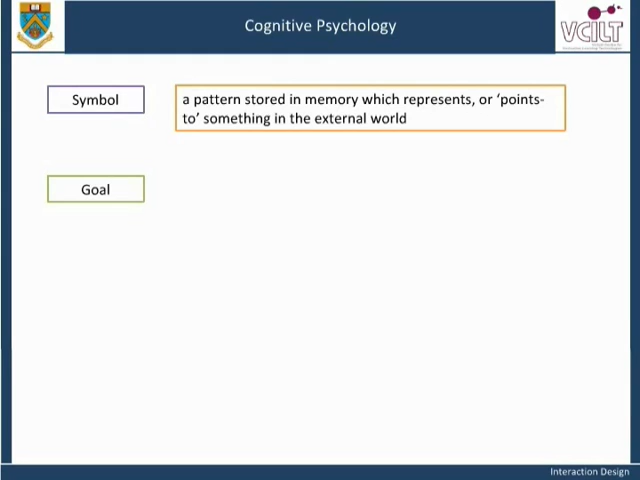 Cognitive Psychology
VCILT
Symbol
a pattern stored in memory which represents, or ‘points-
to’ something in the external world
Goal
Interaction Design